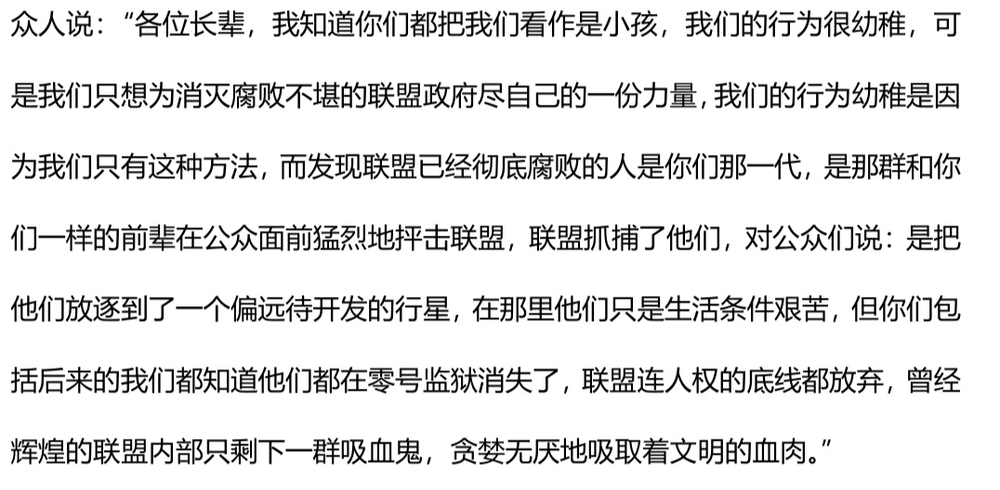 众人说：“各位长辈，我知道你们都把我们看作是小孩，我们的行为很幼稚，可
是我们只想为消灭腐败不堪的联盟政府尽自己的一份力量，我们的行为幼稚是因
为我们只有这种方法，而发现联盟已经彻底腐败的人是你们那一代，是那群和你
们一样的前辈在公众面前猛烈地抨击联盟，联盟抓捕了他们，对公众们说：是把
他们放逐到了一个偏远待开发的行星，在那里他们只是生活条件艰苦，但你们包
括后来的我们都知道他们都在零号监狱消失了，联盟连人权的底线都放弃，曾经
辉煌的联盟内部只剩下一群吸血鬼，贪婪无厌地吸取着文明的血肉。”